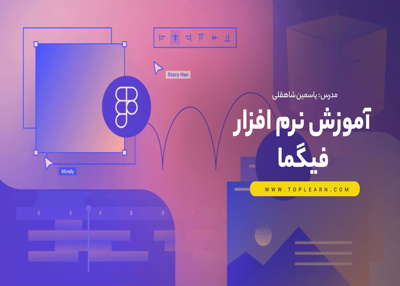 Stacy Han
Mindy
مدرس: یاسمین شاهقلی
آموزش نرم افزار
فیگما
WWW.TOPLEARN.COM